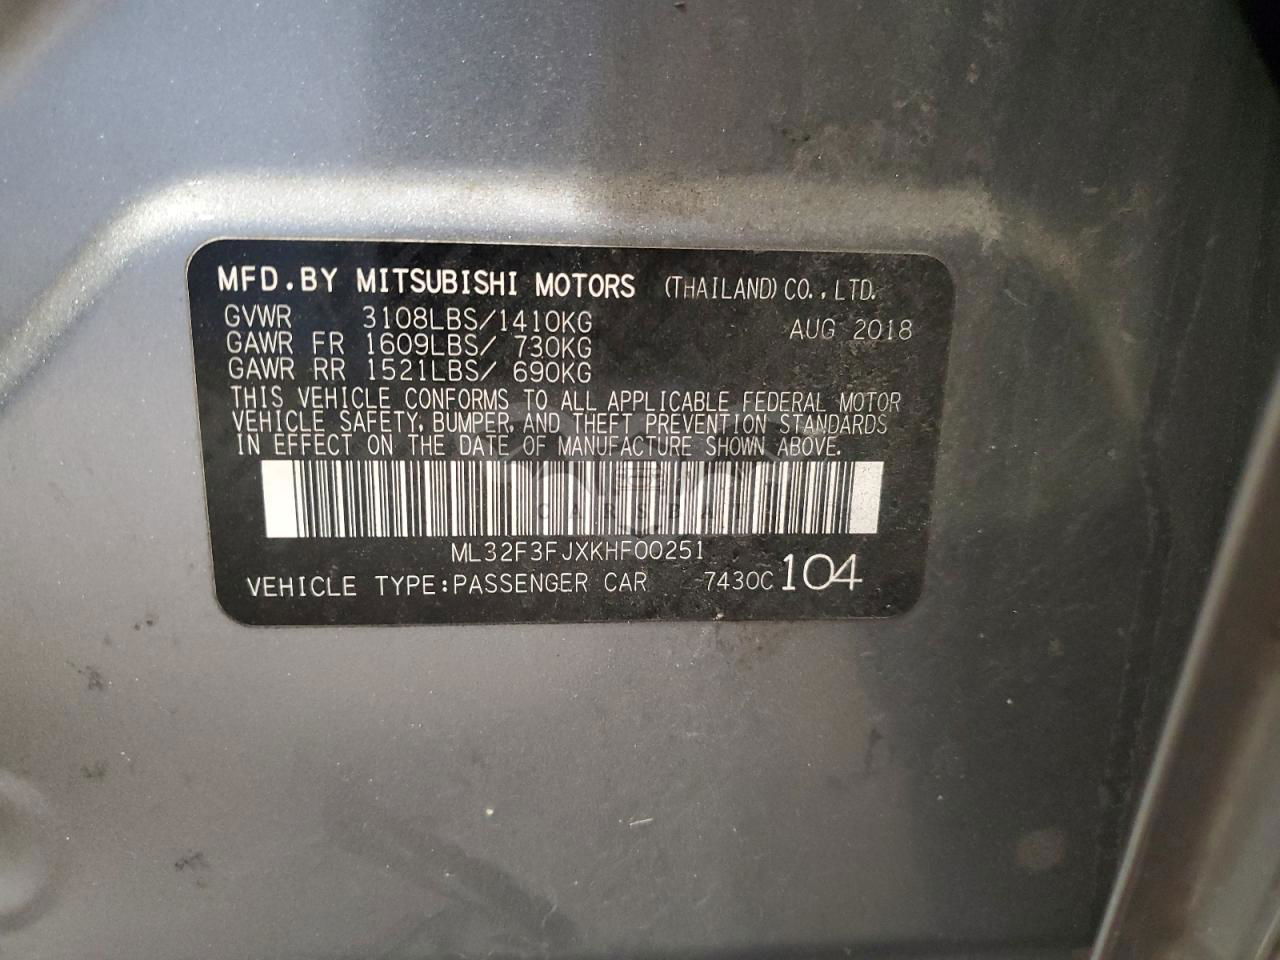 MFD.BY MITSUBISHI MOTORS (THAILAND) CO., LTD.
GVWR 3108LBS/1410KG AUG 2018
GAWR FR 1609LBS/ 730KG
GAWR RR 1521LBS/ 690KG
THIS VEHICLE CONFORMS TO ALL APPLICABLE FEDERAL MOTOR
VEHICLE SAFETY, BUMPER, AND THEFT PREVENTION STANDARDS
IN EFFECT ON THE DATE OF MANUFACTURE SHOWN ABOVE.
ML32F3FJXKHF00251
VEHICLE TYPE:PASSENGER CAR 7430C 104